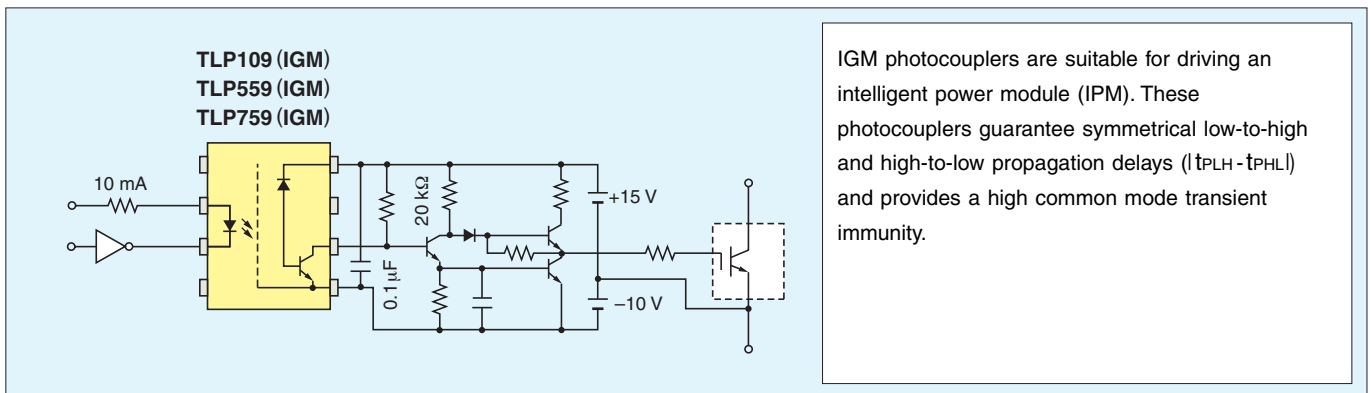 TLP109 (IGM)
TLP559 (IGM)
TLP759 (IGM)
10 mA
20 kΩ
0.1 μF
+15 V
−10 V
IGM photocouplers are suitable for driving an
intelligent power module (IPM). These
photocouplers guarantee symmetrical low-to-high
and high-to-low propagation delays (|tPLH - tPHL|)
and provides a high common mode transient
immunity.